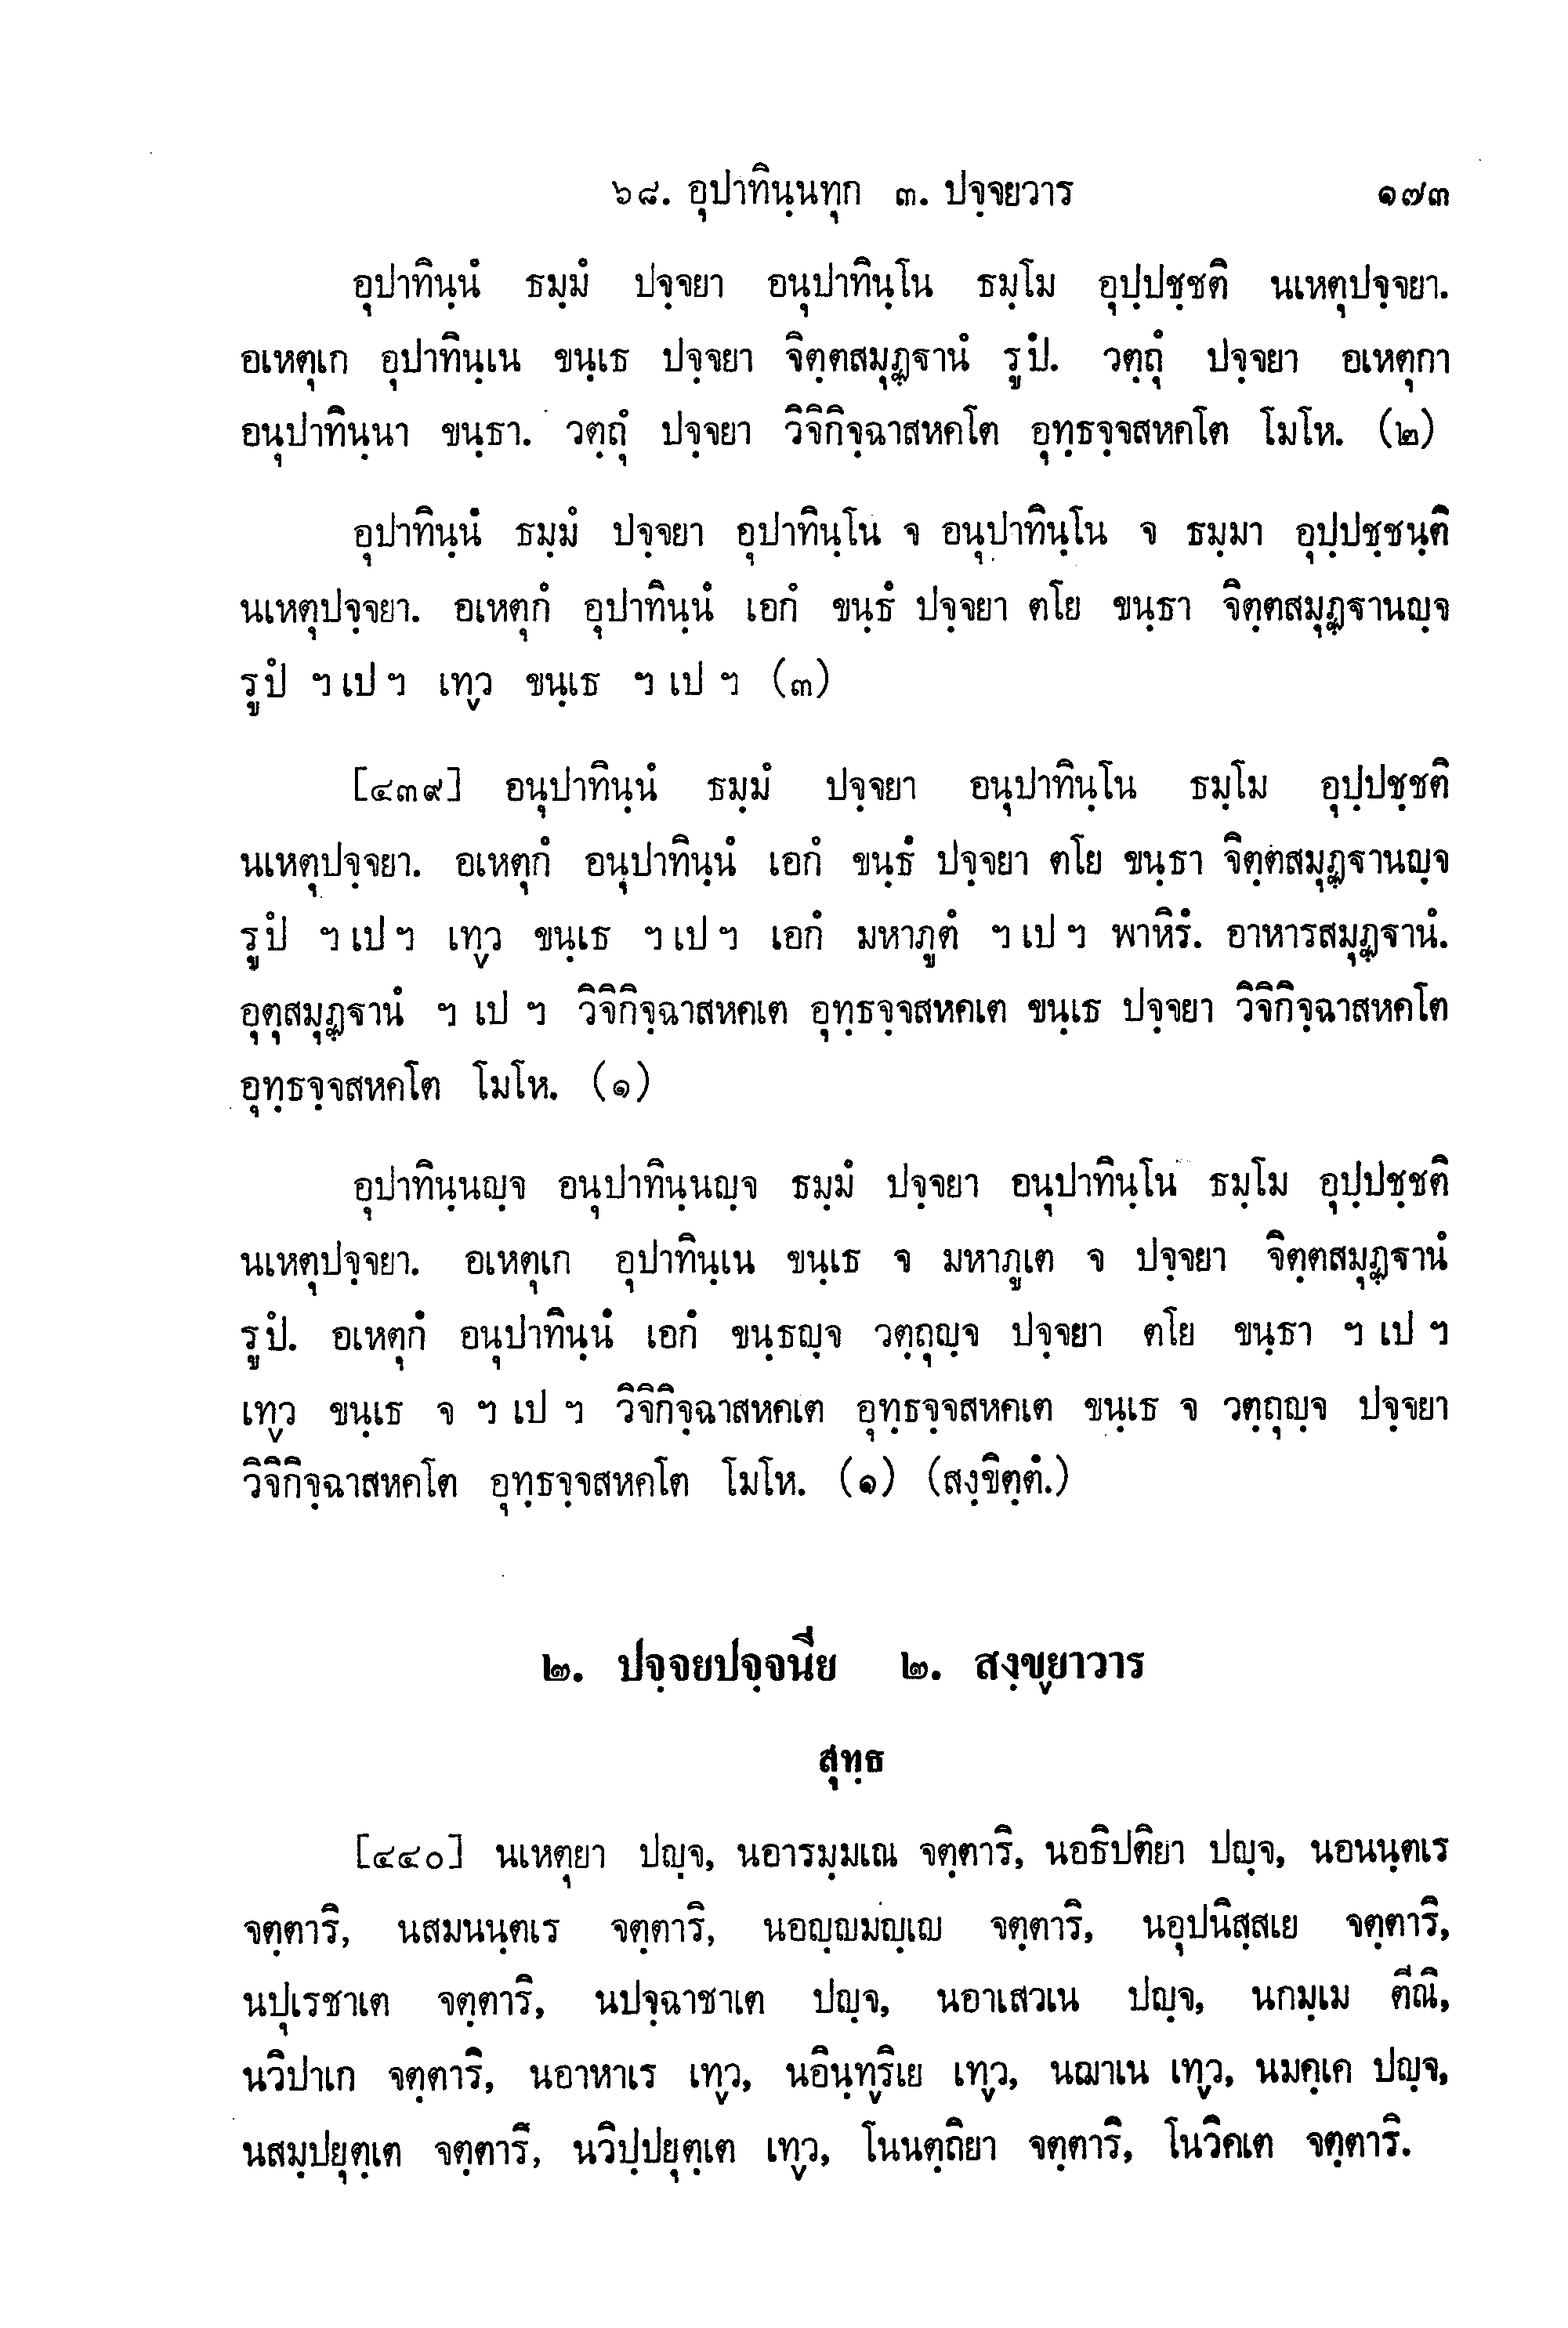 ๖๘. อุปาทินฺนทุก ๓. ปจฺจยวาร ๑๗๓
อุปาทินฺนํ ธมฺมํ ปจฺจยา อนุปาทินฺโน ธมฺโม อุปฺปชฺชติ นเหตุปจฺจยา.
อเหตุเก อุปาทินฺเน ขนฺเธ ปจฺจยา จิตฺตสมุฏฺฐานํ รูปํ. วตฺถุํ ปจฺจยา อเหตุกา
อนุปาทินฺนา ขนฺธา. วตฺถุํ ปจฺจยา วิจิกิจฺฉาสหคโต อุทฺธจฺจสหคโต โมโห. (๒)
อุปาทินฺนํ ธมฺมํ ปจฺจยา อุปาทินฺโน จ อนุปาทินฺโน จ ธมฺมา อุปฺปชฺชนฺติ
นเหตุปจฺจยา. อเหตุกํ อุปาทินฺนํ เอกํ ขนฺธํ ปจฺจยา ตโย ขนฺธา จิตฺตสมุฏฺฐานญฺจ
รูปํ ฯ เป ฯ เทฺว ขนฺเธ ฯ เป ฯ (๓)
[๔๓๙] อนุปาทินฺนํ ธมฺมํ ปจฺจยา อนุปาทินฺโน ธมฺโม อุปฺปชฺชติ
นเหตุปจฺจยา. อเหตุกํ อนุปาทินฺนํ เอกํ ขนฺธํ ปจฺจยา ตโย ขนฺธา จิตฺตสมุฏฺฐานญฺจ
รูปํ ฯ เป ฯ เทฺว ขนฺเธ ฯ เป ฯ เอกํ มหาภูตํ ฯ เป ฯ พาหิรํ. อาหารสมุฏฺฐานํ.
อุตุสมุฏฺฐานํ ฯ เป ฯ วิจิกิจฺฉาสหคเต อุทฺธจฺจสหคเต ขนฺเธ ปจฺจยา วิจิกิจฺฉาสหคโต
อุทฺธจฺจสหคโต โมโห. (๑)
อุปาทินฺนญฺจ อนุปาทินฺนญฺจ ธมฺมํ ปจฺจยา อนุปาทินฺโน ธมฺโม อุปฺปชฺชติ
นเหตุปจฺจยา. อเหตุเก อุปาทินฺเน ขนฺเธ จ มหาภูเต จ ปจฺจยา จิตฺตสมุฏฺฐานํ
รูปํ. อเหตุกํ อนุปาทินฺนํ เอกํ ขนฺธญฺจ วตฺถุญฺจ ปจฺจยา ตโย ขนฺธา ฯ เป ฯ
เทฺว ขนฺเธ จ ฯ เป ฯ วิจิกิจฺฉาสหคเต อุทฺธจฺจสหคเต ขนฺเธ จ วตฺถุญฺจ ปจฺจยา
วิจิกิจฺฉาสหคโต อุทฺธจฺจสหคโต โมโห. (๑) (สงฺขิตฺตํ.)
๒. ปจฺจยปจฺจนีย ๒. สงฺขฺยาวาร
สุทฺธ
[๔๔๐] นเหตุยา ปญฺจ, นอารมฺมเณ จตฺตาริ, นอธิปติยา ปญฺจ, นอนนฺตเร
จตฺตาริ, นสมนนฺตเร จตฺตาริ, นอญฺญมญฺเญ จตฺตาริ, นอุปนิสฺสเย จตฺตาริ,
นปุเรชาเต จตฺตาริ, นปจฺฉาชาเต ปญฺจ, นอาเสวเน ปญฺจ, นกมฺเม ตีณิ,
นวิปาเก จตฺตาริ, นอาหาเร เทฺว, นอินฺทฺริเย เทฺว, นฌาเน เทฺว, นมคฺเค ปญฺจ,
นสมฺปยุตฺเต จตฺตาริ, นวิปฺปยุตฺเต เทฺว, โนนตฺถิยา จตฺตาริ, โนวิคเต จตฺตาริ.